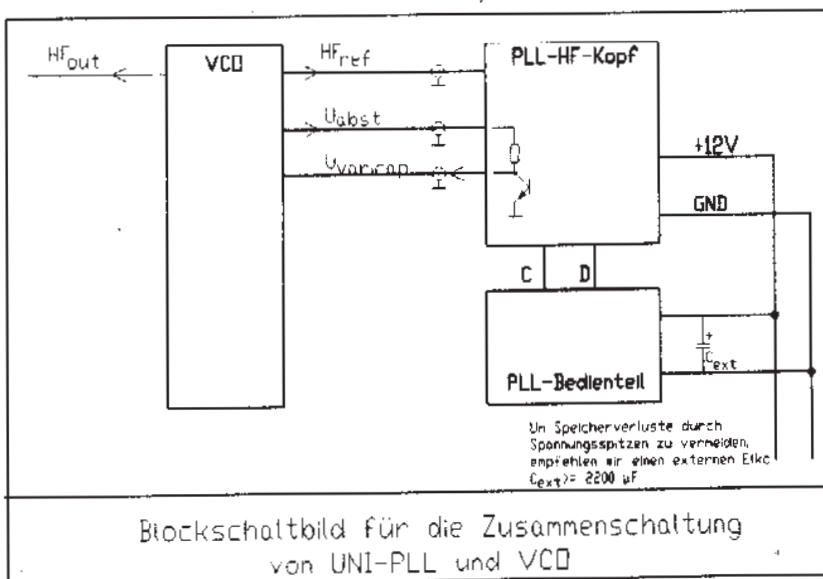 HFout
VCO
HFref
PLL-HF-Kopf
Uabst
+12V
Uvaricap
GND
C D
+
Cext
PLL-Bedienteil
Um Speicherverluste durch
Spannungsspitzen zu vermeiden,
empfehlen wir einen externen Elko
Cext>= 2200 µF
Blockschaltbild für die Zusammenschaltung
von UNI-PLL und VCO